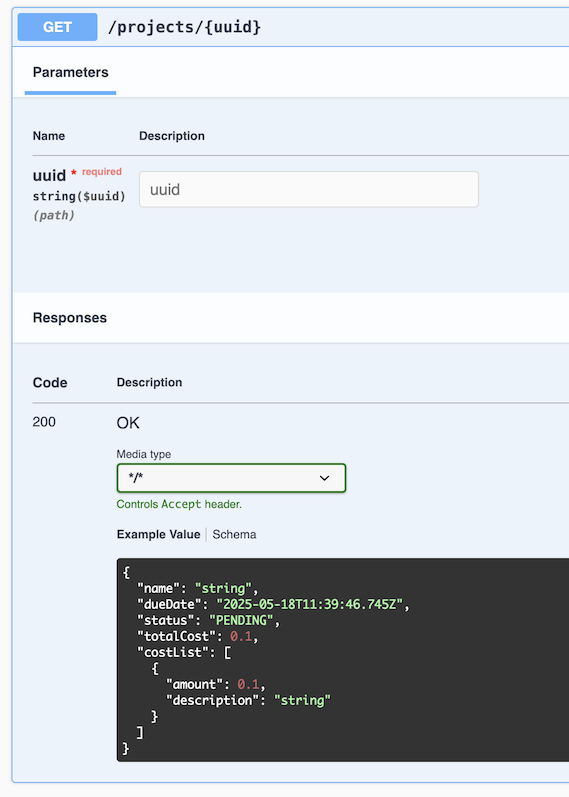 GET /projects/{uuid}
Parameters
Name Description
uuid * required
string($uuid)
(path)
uuid
Responses
Code Description
200 OK
Media type
*/*
Controls Accept header.
Example Value | Schema
{
  "name": "string",
  "dueDate": "2025-05-18T11:39:46.745Z",
  "status": "PENDING",
  "totalCost": 0.1,
  "costList": [
    {
      "amount": 0.1,
      "description": "string"
    }
  ]
}